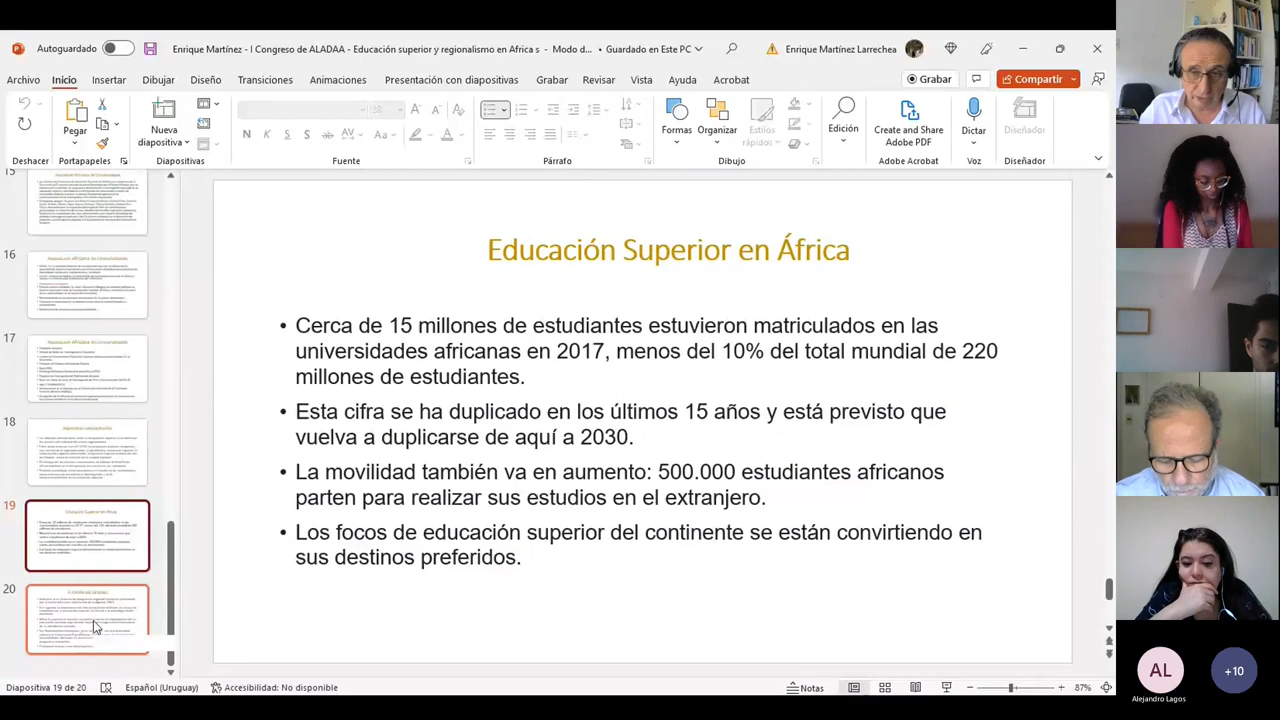 Autoguardado
Enrique Martínez - I Congreso de ALADAA - Educación superior y regionalismo en Africa s - Modo d... • Guardado en Este PC
Enrique Martínez Larrechea
Archivo Inicio Insertar Dibujar Diseño Transiciones Animaciones Presentación con diapositivas Grabar Revisar Vista Ayuda Acrobat
Grabar
Compartir
Pegar
Nueva diapositiva
Formas
Organizar
Estilos rápidos
Edición
Create and Share Adobe PDF
Dictar
Diseñador
Deshacer
Portapapeles
Diapositivas
Fuente
Párrafo
Dibujo
Adobe Acrobat
Voz
Diseñador
15
16
17
18
19
20
Educación Superior en África
• Cerca de 15 millones de estudiantes estuvieron matriculados en las
universidades africanas en 2017, menos del 10% del total mundial de 220
millones de estudiantes.
• Esta cifra se ha duplicado en los últimos 15 años y está previsto que
vuelva a duplicarse de aquí a 2030.
• La movilidad tambien va en aumento: 500.000 estudiantes africanos
parten para realizar sus estudios en el extranjero.
• Los focos de educación superior del continente se están convirtiendo en
sus destinos preferidos.
Diapositiva 19 de 20
Español (Uruguay)
Accesibilidad: No disponible
Notas
87%
AL
Alejandro Lagos
+10